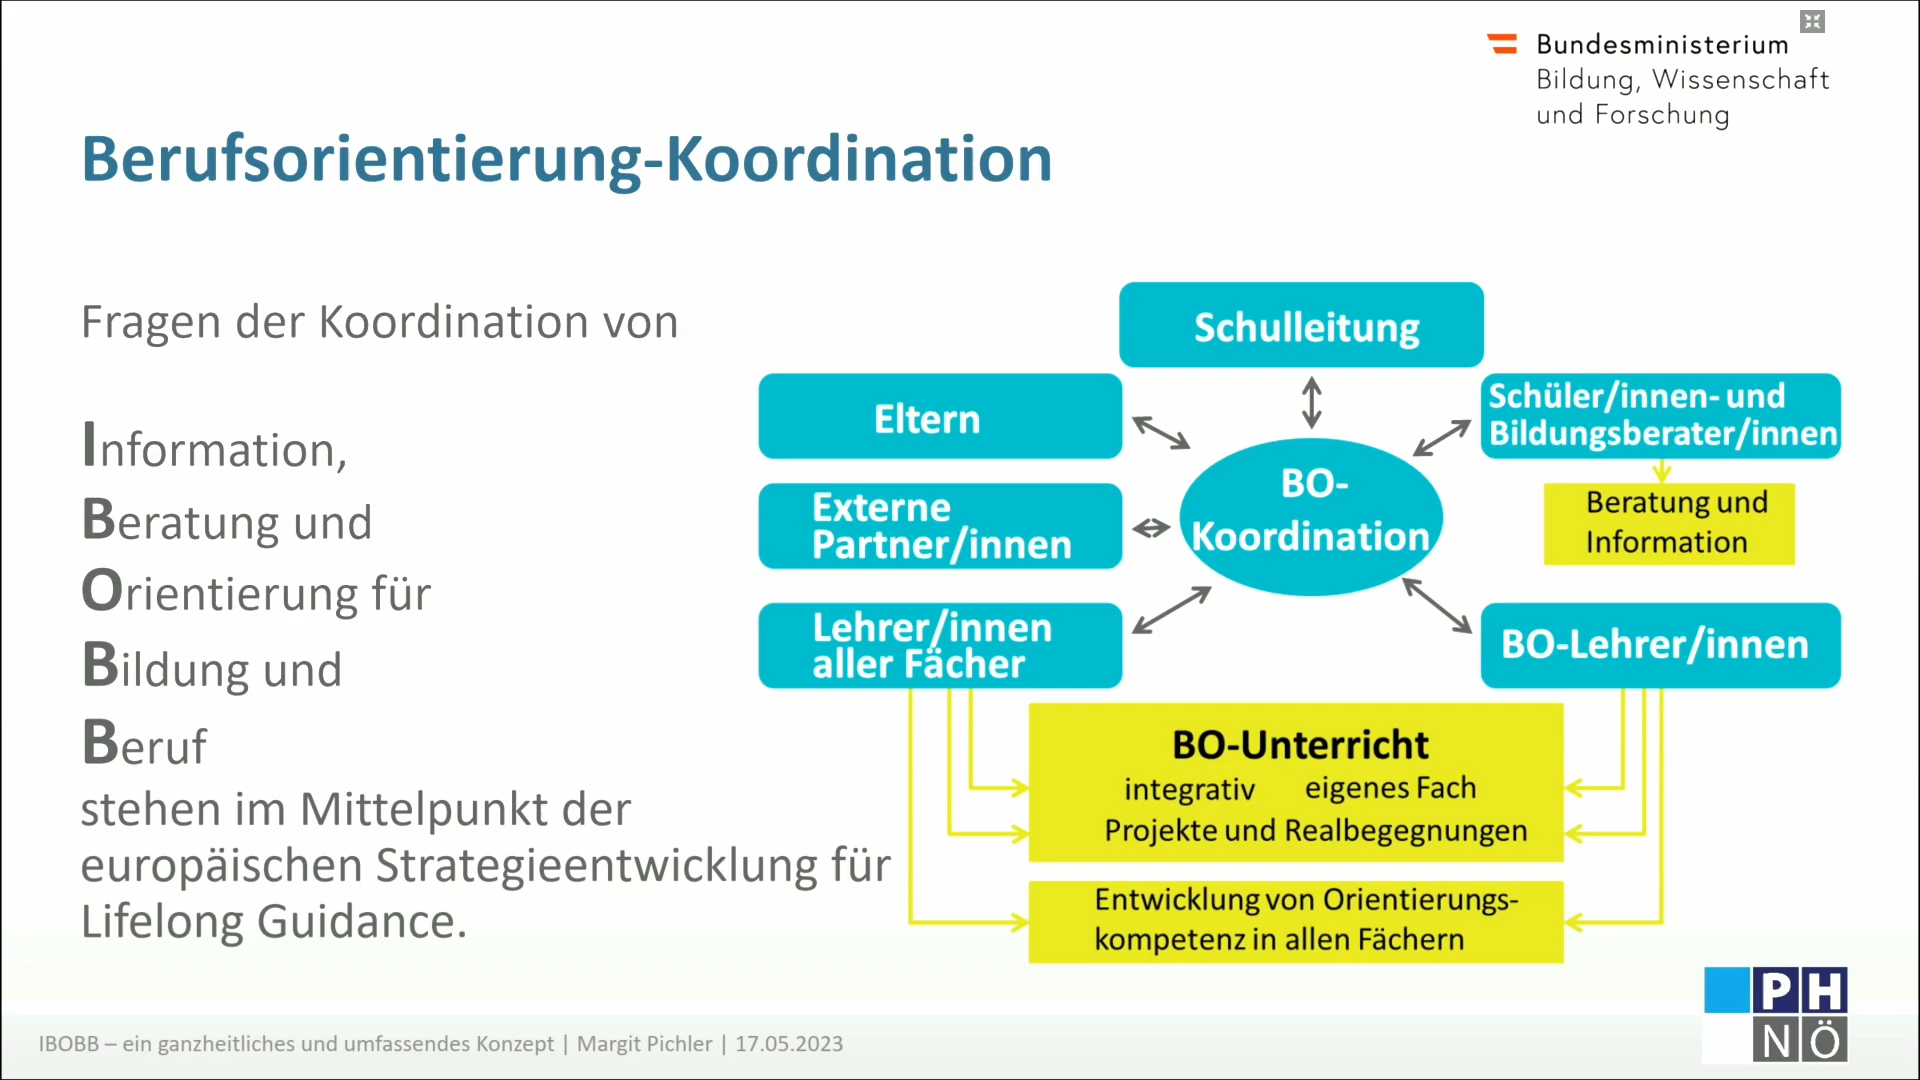 Bundesministerium
Bildung, Wissenschaft
und Forschung
Berufsorientierung-Koordination
Fragen der Koordination von
Information,
Beratung und
Orientierung für
Bildung und
Beruf
stehen im Mittelpunkt der
europäischen Strategieentwicklung für
Lifelong Guidance.
Schulleitung
Eltern
Schüler/innen- und
Bildungsberater/innen
Externe
Partner/innen
BO-
Koordination
Beratung und
Information
Lehrer/innen
aller Fächer
BO-Lehrer/innen
BO-Unterricht
integrativ eigenes Fach
Projekte und Realbegegnungen
Entwicklung von Orientierungs-
kompetenz in allen Fächern
PH
NÖ
IBOBB – ein ganzheitliches und umfassendes Konzept | Margit Pichler | 17.05.2023